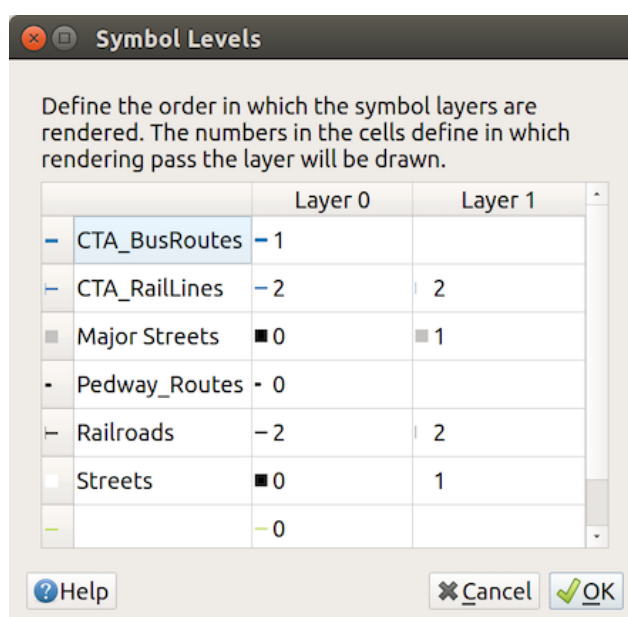 Symbol Levels
Define the order in which the symbol layers are
rendered. The numbers in the cells define in which
rendering pass the layer will be drawn.
Layer 0 Layer 1
CTA_BusRoutes 1
CTA_RailLines 2 2
Major Streets 0 1
Pedway_Routes 0
Railroads 2 2
Streets 0 1
0
Help Cancel OK